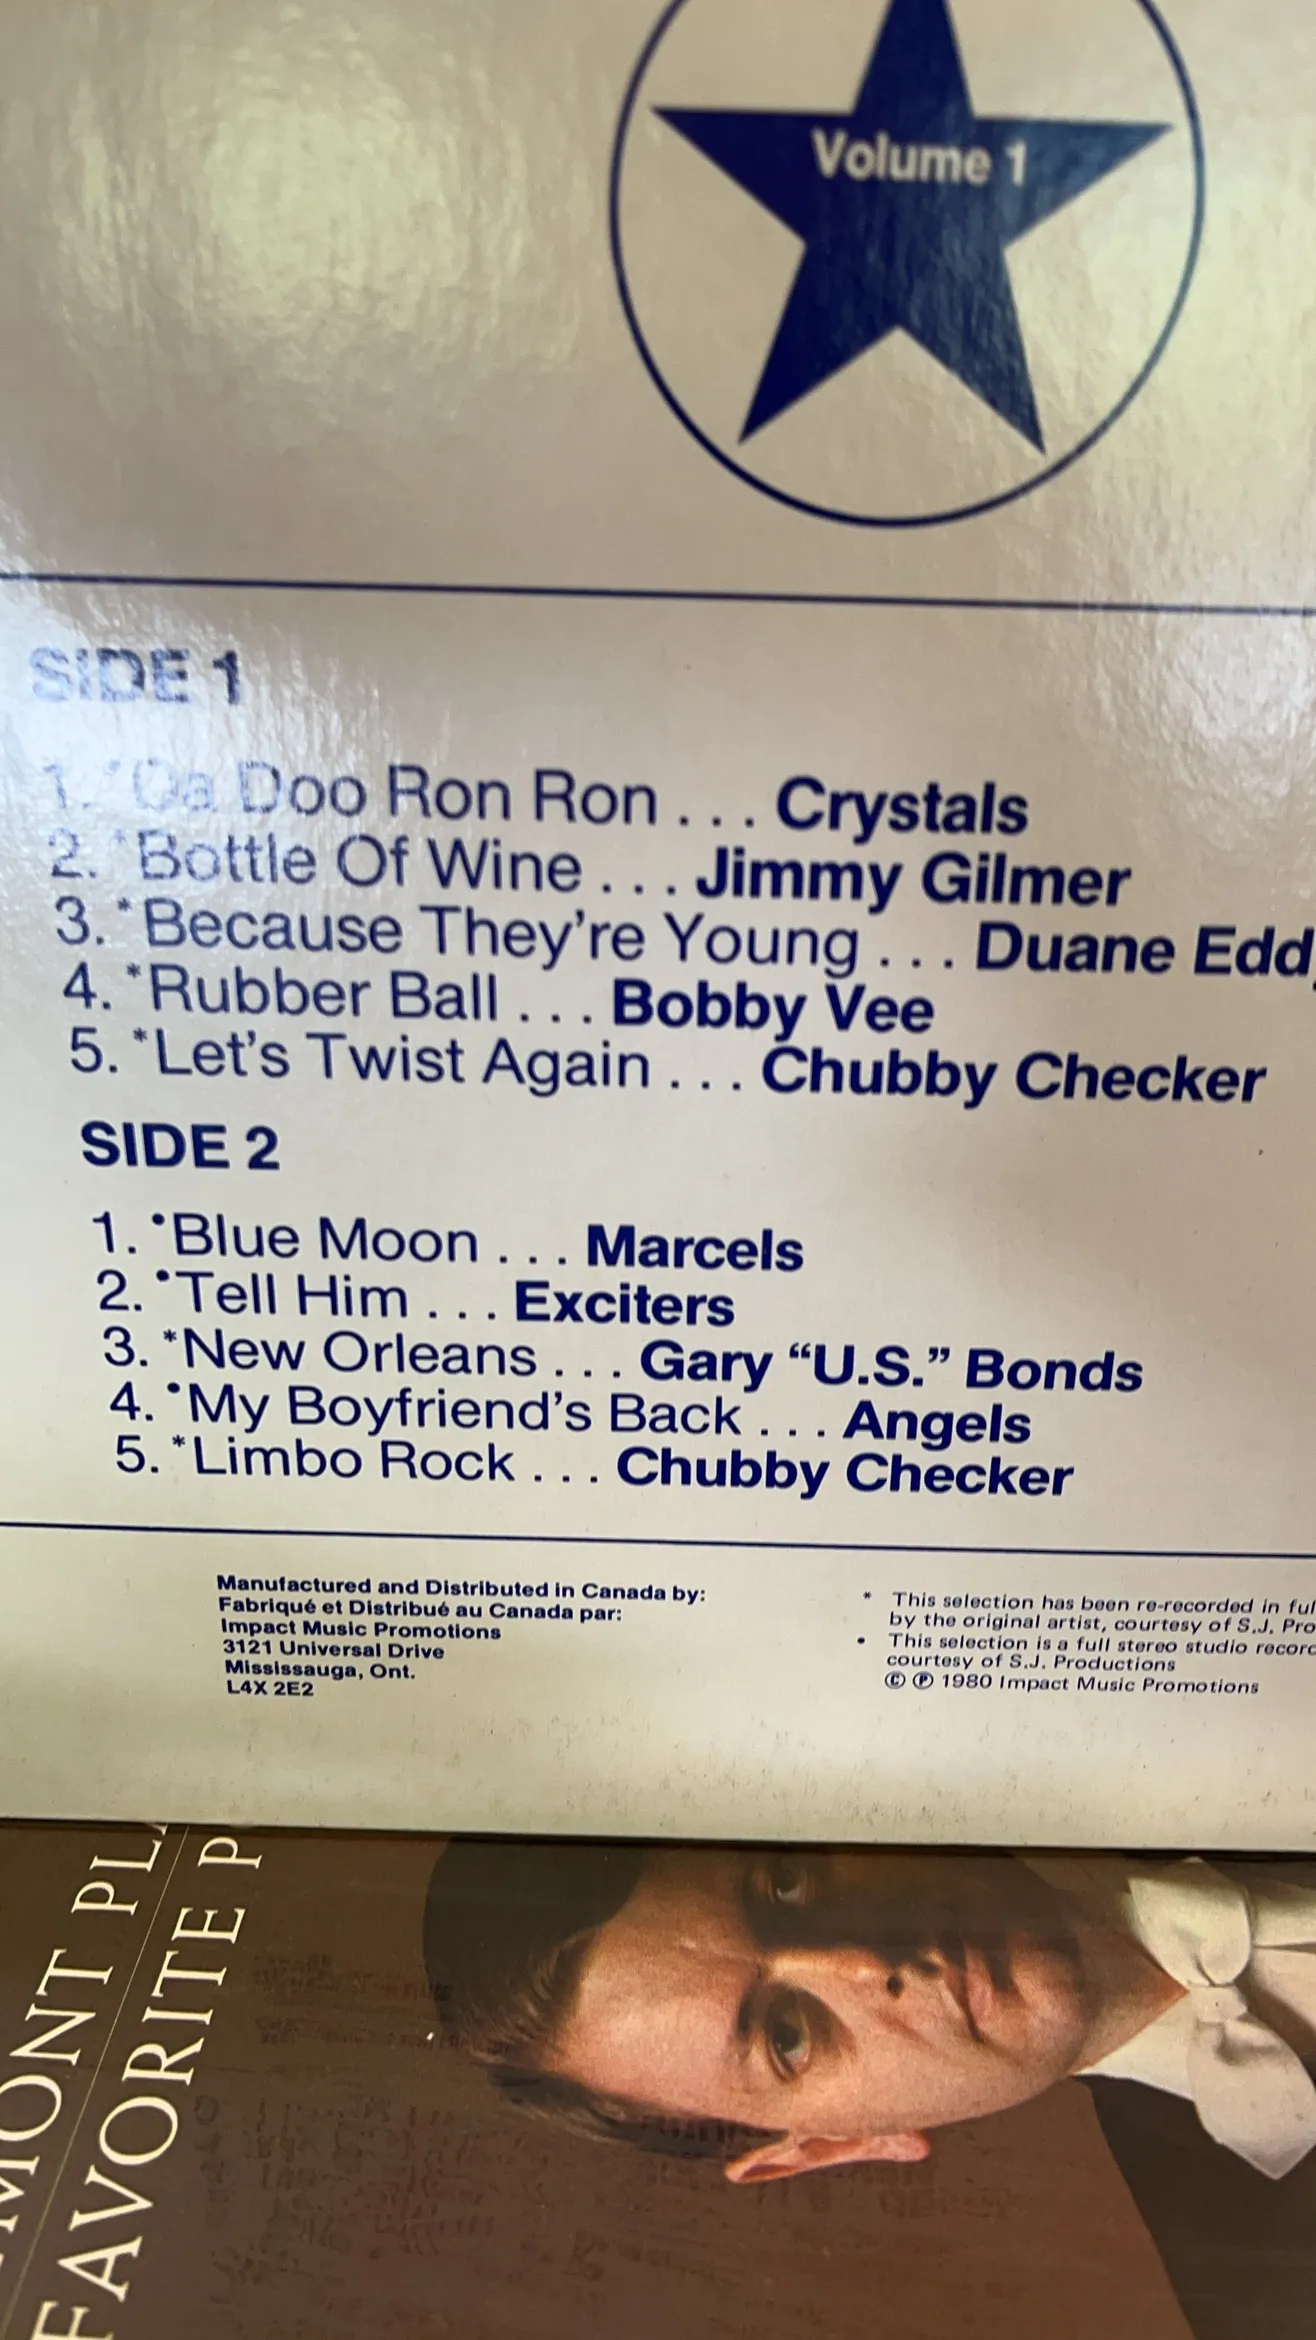 Volume 1
SIDE 1
1. *Da Doo Ron Ron . . . Crystals
2. *Bottle Of Wine . . . Jimmy Gilmer
3. *Because They're Young . . . Duane Edd
4. *Rubber Ball . . . Bobby Vee
5. *Let's Twist Again . . . Chubby Checker
SIDE 2
1. •Blue Moon . . . Marcels
2. •Tell Him . . . Exciters
3. *New Orleans . . . Gary “U.S.” Bonds
4. •My Boyfriend's Back . . . Angels
5. *Limbo Rock . . . Chubby Checker
Manufactured and Distributed in Canada by:
Fabriqué et Distribué au Canada par:
Impact Music Promotions
3121 Universal Drive
Mississauga, Ont.
L4X 2E2
* This selection has been re-recorded in ful
by the original artist, courtesy of S.J. Pro
• This selection is a full stereo studio record
courtesy of S.J. Productions
© ℗ 1980 Impact Music Promotions
MONT PLA
FAVORITE P